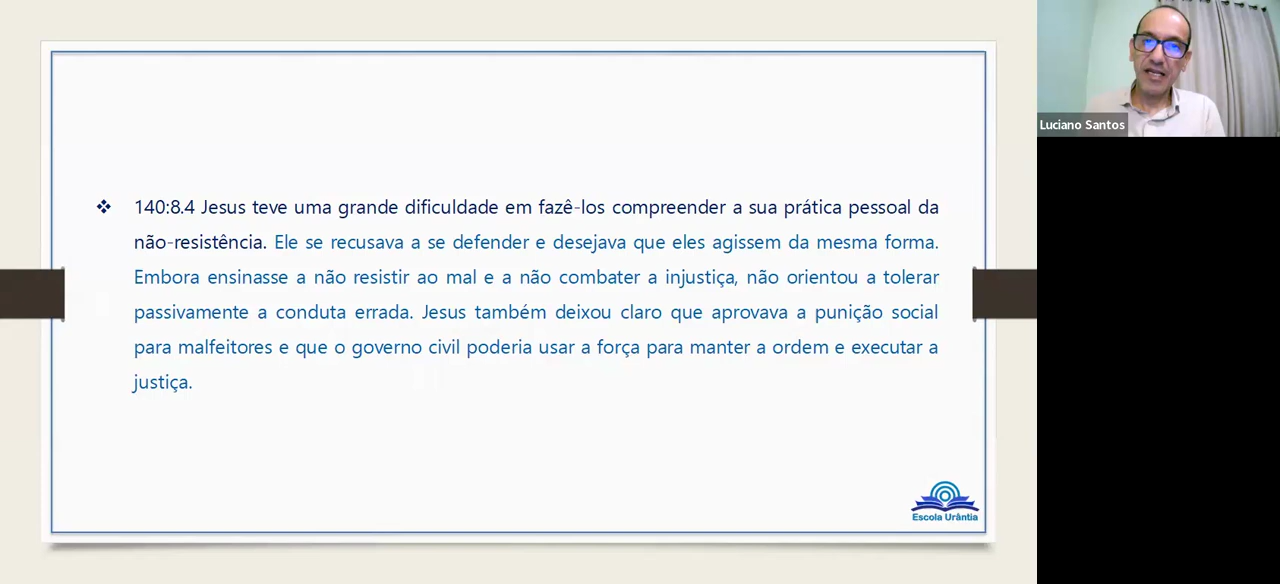 ❖ 140:8.4 Jesus teve uma grande dificuldade em fazê-los compreender a sua prática pessoal da
não-resistência. Ele se recusava a se defender e desejava que eles agissem da mesma forma.
Embora ensinasse a não resistir ao mal e a não combater a injustiça, não orientou a tolerar
passivamente a conduta errada. Jesus também deixou claro que aprovava a punição social
para malfeitores e que o governo civil poderia usar a força para manter a ordem e executar a
justiça.
Escola Urântia
Luciano Santos